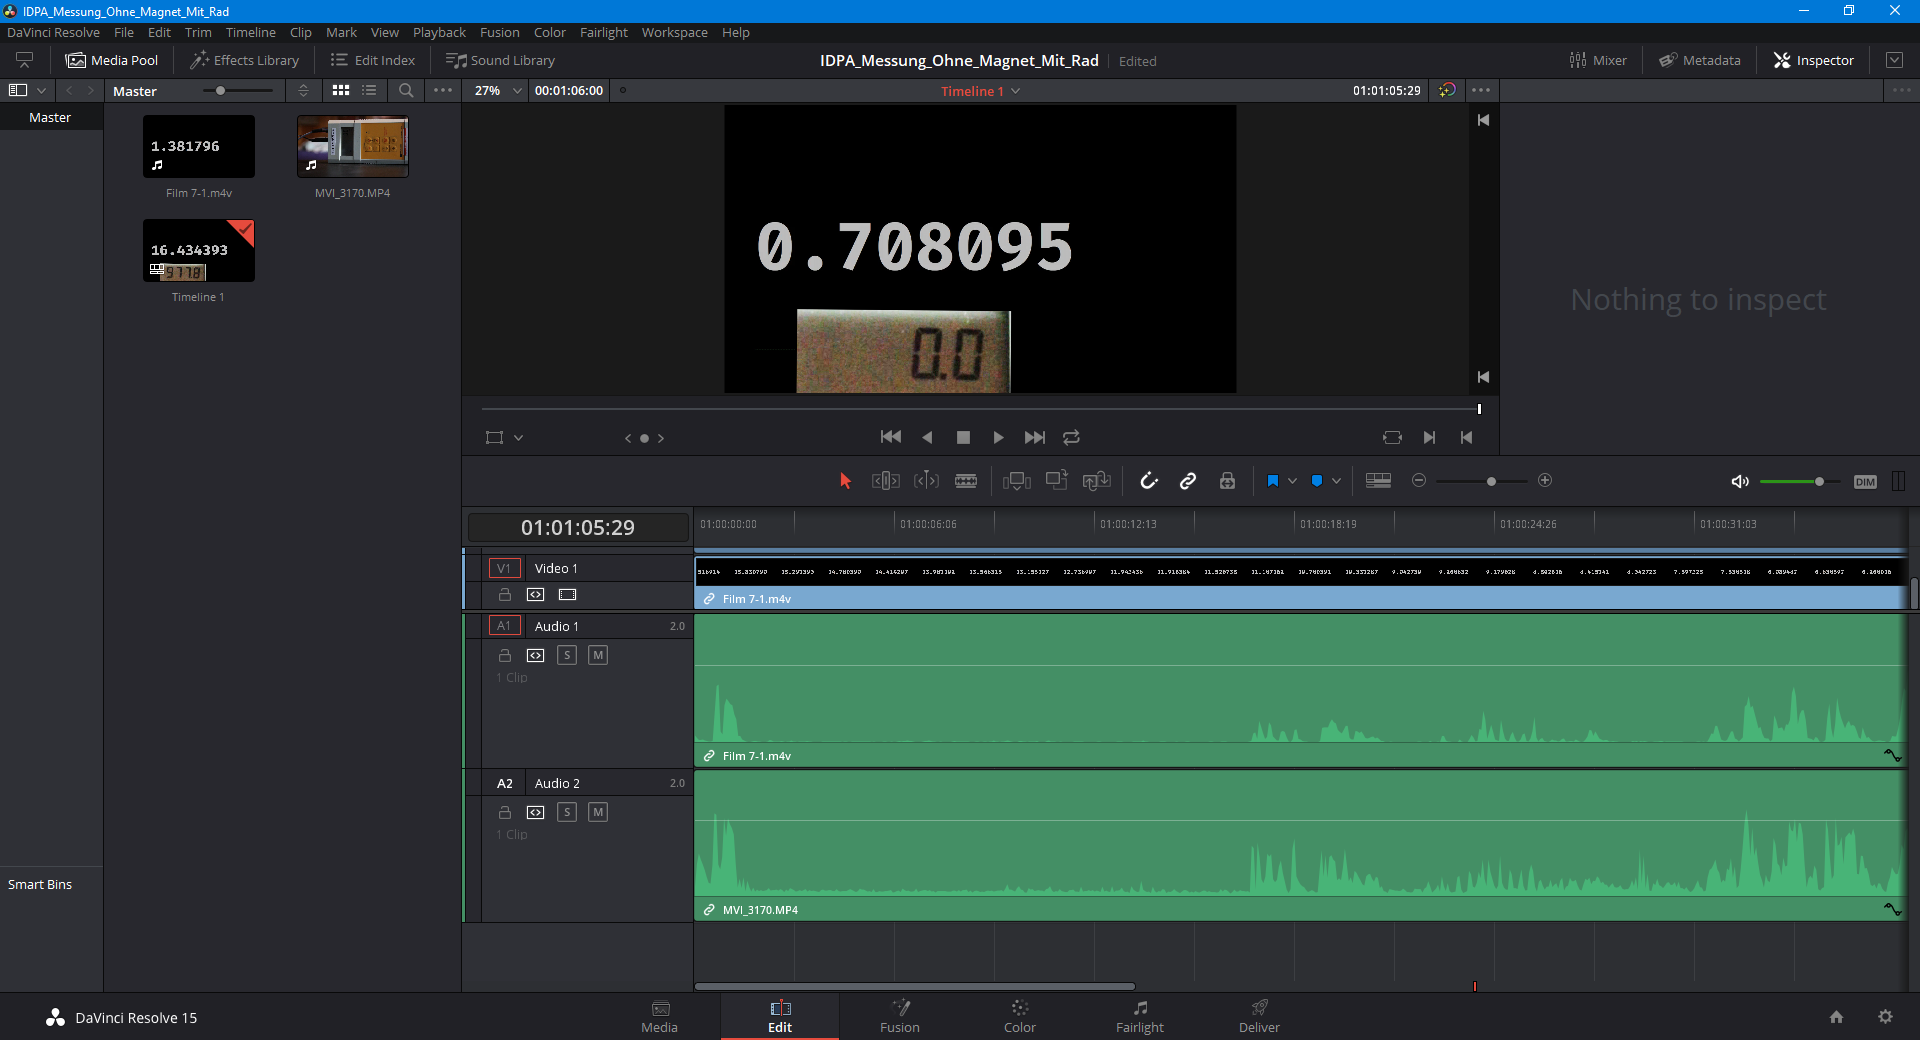 IDPA_Messung_Ohne_Magnet_Mit_Rad
DaVinci Resolve File Edit Trim Timeline Clip Mark View Playback Fusion Color Fairlight Workspace Help
Media Pool Effects Library Edit Index Sound Library IDPA_Messung_Ohne_Magnet_Mit_Rad Edited Mixer Metadata Inspector
Master 27% 00:01:06:00 Timeline 1 01:01:05:29
Master
1.381796
Film 7-1.m4v
MVI_3170.MP4
16.434393
9778
Timeline 1
0.708095
0.0
Nothing to inspect
DIM
01:01:05:29 01:00:00:00 01:00:06:06 01:00:12:13 01:00:18:19 01:00:24:26 01:00:31:03
V1 Video 1
Film 7-1.m4v
A1 Audio 1 2.0
S M
1 Clip
Film 7-1.m4v
A2 Audio 2 2.0
S M
1 Clip
MVI_3170.MP4
Smart Bins
DaVinci Resolve 15
Media Edit Fusion Color Fairlight Deliver